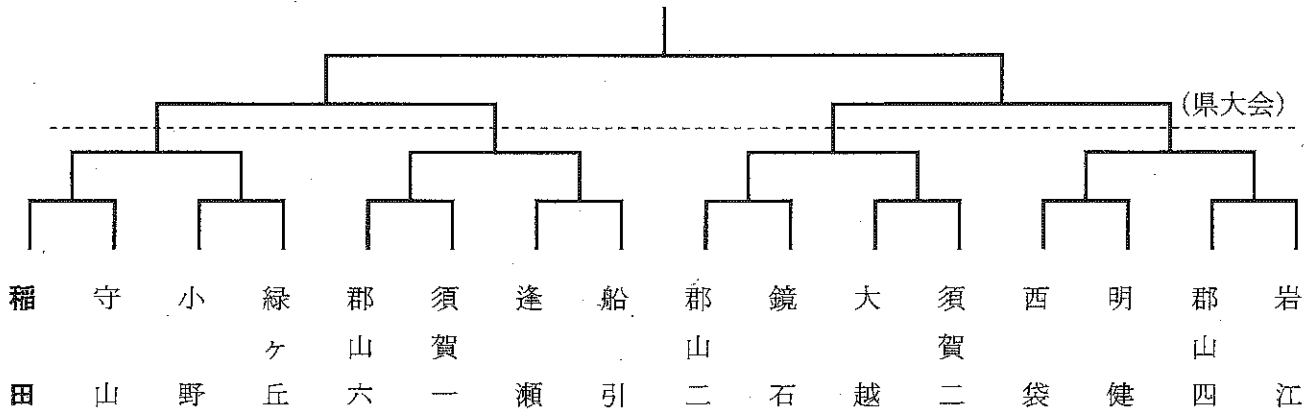 (県大会)
稲田
守山
小野
緑ヶ丘
郡山六
須賀一
逢瀬
船引
郡山二
鏡石
大越
須賀二
西袋
明健
郡山四
岩江